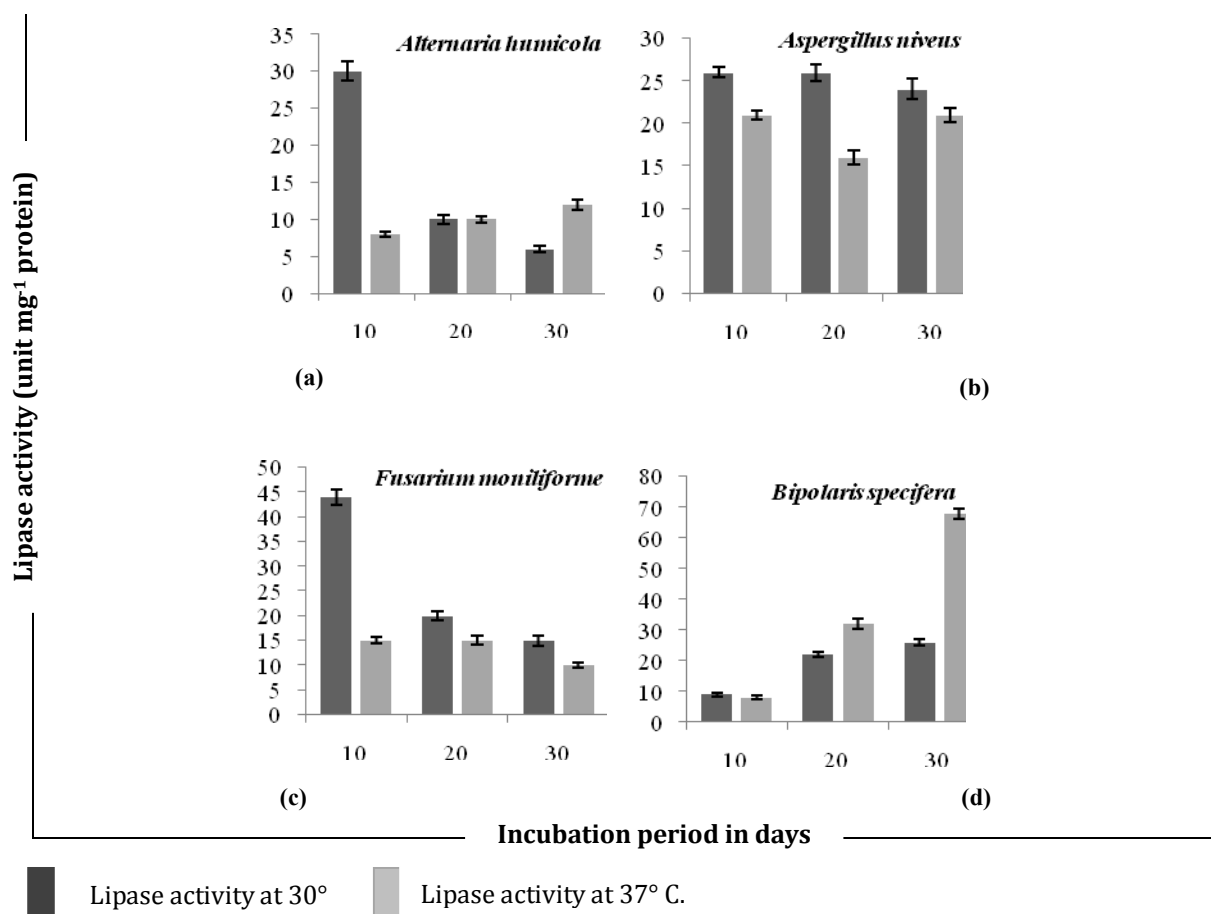 Lipase activity (unit mg⁻¹ protein)
Alternaria humicola
35
30
25
20
15
10
5
0
10 20 30
(a)
Aspergillus niveus
30
25
20
15
10
5
0
10 20 30
(b)
Fusarium moniliforme
50
45
40
35
30
25
20
15
10
5
0
10 20 30
(c)
Bipolaris specifera
80
70
60
50
40
30
20
10
0
10 20 30
(d)
Incubation period in days
Lipase activity at 30° Lipase activity at 37° C.